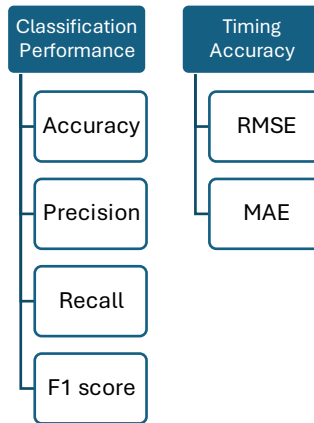 Classification
Performance
Accuracy
Precision
Recall
F1 score
Timing
Accuracy
RMSE
MAE